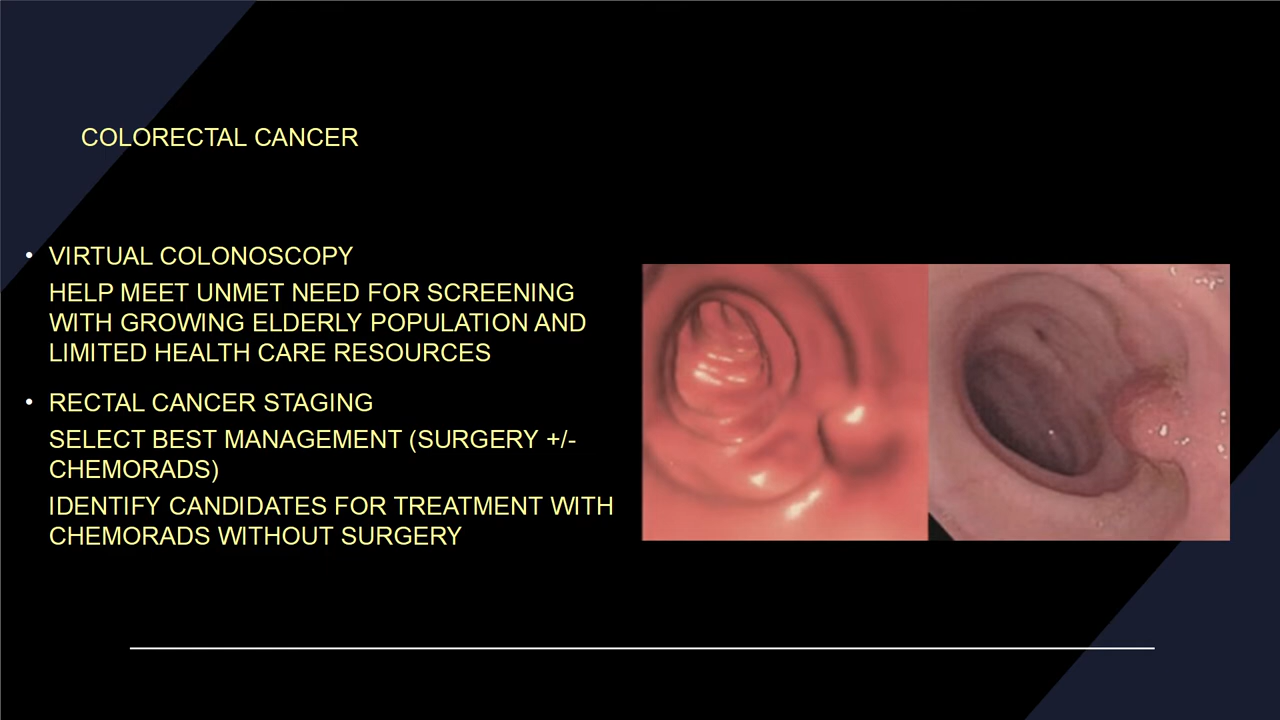 COLORECTAL CANCER
• VIRTUAL COLONOSCOPY
HELP MEET UNMET NEED FOR SCREENING
WITH GROWING ELDERLY POPULATION AND
LIMITED HEALTH CARE RESOURCES
• RECTAL CANCER STAGING
SELECT BEST MANAGEMENT (SURGERY +/-
CHEMORADS)
IDENTIFY CANDIDATES FOR TREATMENT WITH
CHEMORADS WITHOUT SURGERY